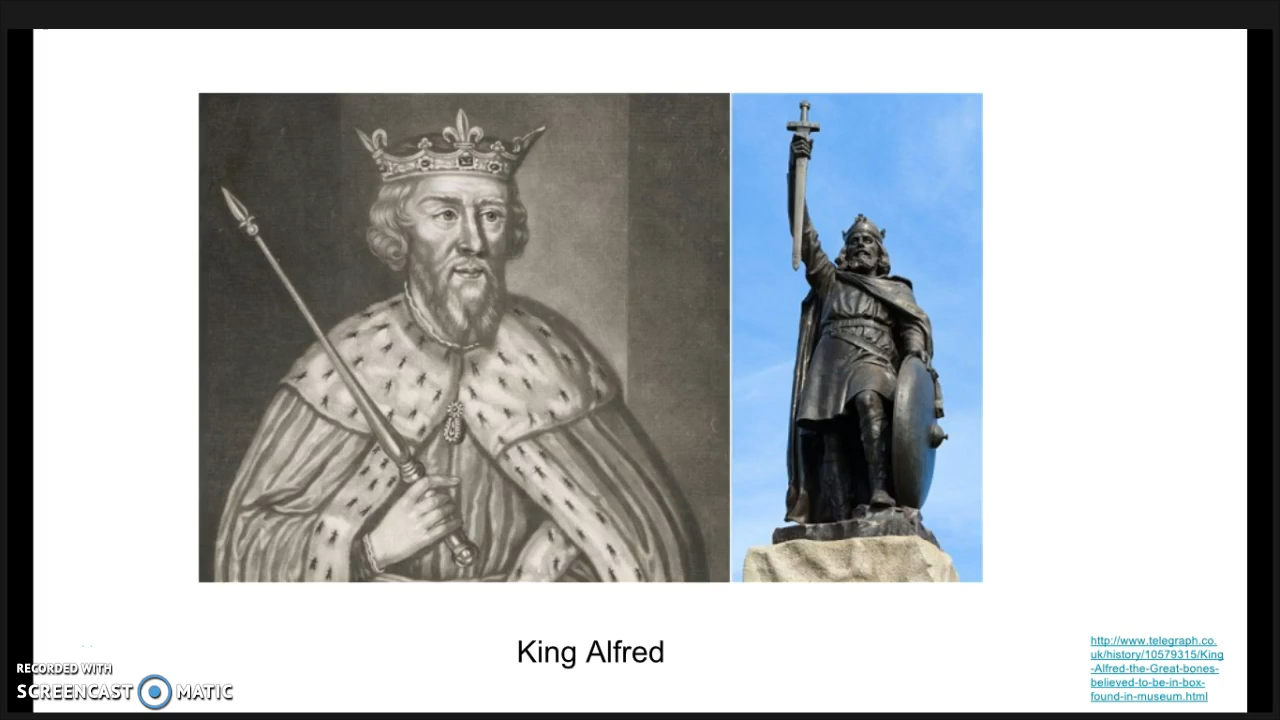 King Alfred
http://www.telegraph.co.
uk/history/10579315/King
-Alfred-the-Great-bones-
believed-to-be-in-box-
found-in-museum.html
RECORDED WITH
SCREENCAST MATIC